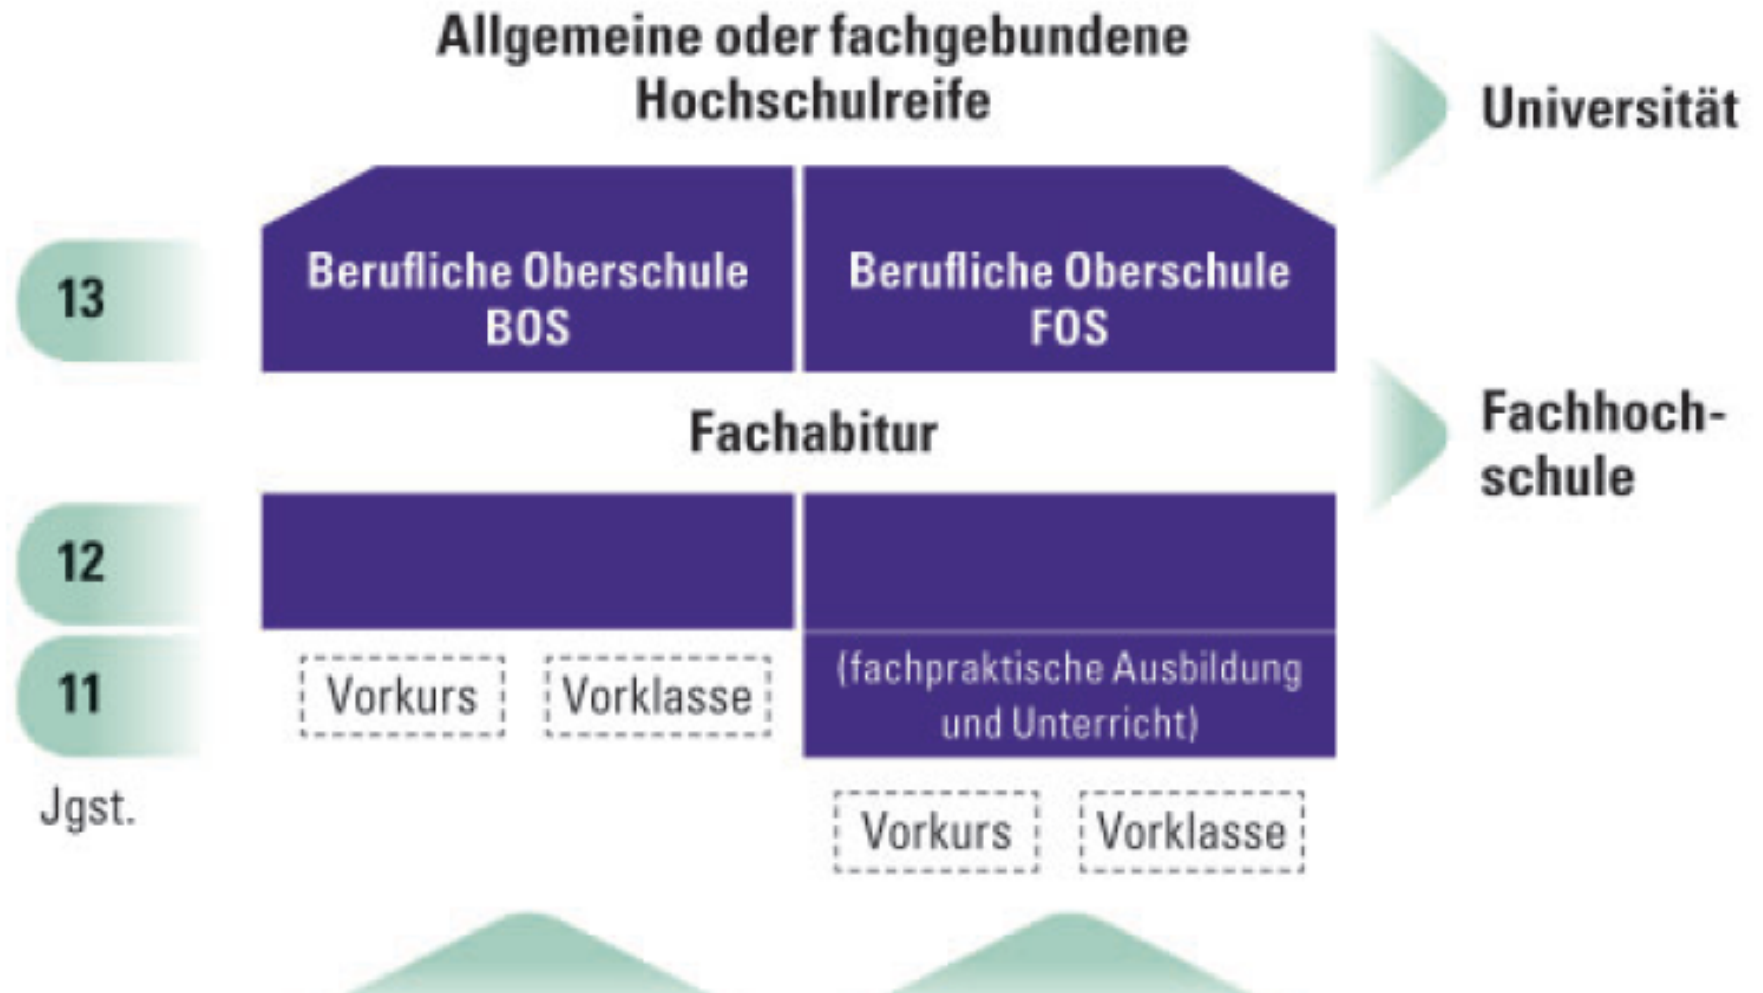 Allgemeine oder fachgebundene
Hochschulreife
Universität
13
Berufliche Oberschule
BOS
Berufliche Oberschule
FOS
Fachabitur
Fachhoch-
schule
12
11
Vorkurs
Vorklasse
(fachpraktische Ausbildung
und Unterricht)
Jgst.
Vorkurs
Vorklasse